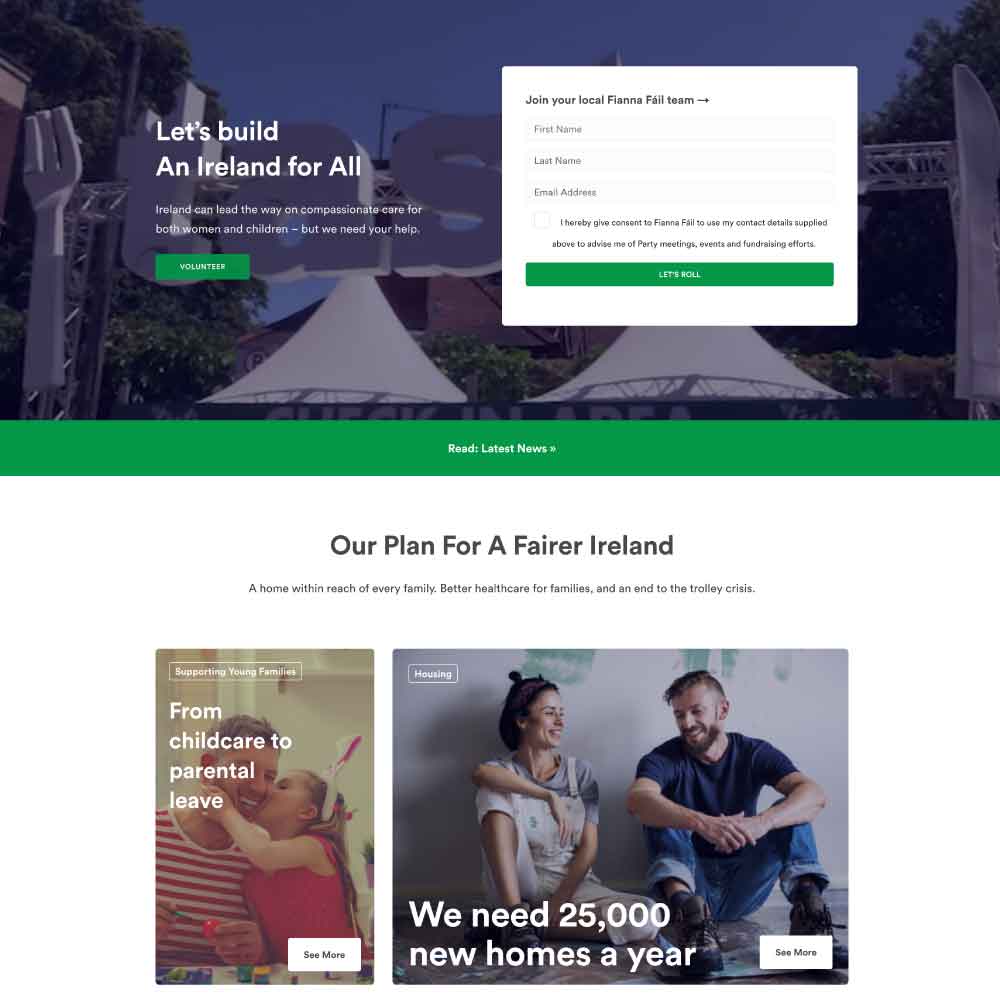 Let's build
An Ireland for All
Ireland can lead the way on compassionate care for
both women and children – but we need your help.
VOLUNTEER
Join your local Fianna Fáil team →
First Name
Last Name
Email Address
I hereby give consent to Fianna Fáil to use my contact details supplied
above to advise me of Party meetings, events and fundraising efforts.
LET'S ROLL
CHECK-IN AREA
Read: Latest News »
Our Plan For A Fairer Ireland
A home within reach of every family. Better healthcare for families, and an end to the trolley crisis.
Supporting Young Families
From
childcare to
parental
leave
See More
Housing
We need 25,000
new homes a year
See More